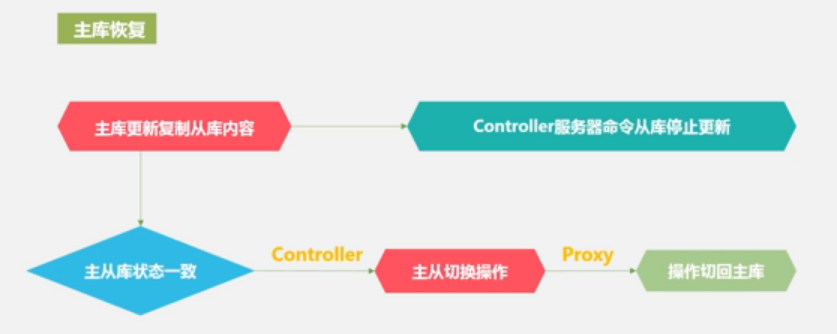 主库恢复
主库更新复制从库内容
Controller服务器命令从库停止更新
主从库状态一致
Controller
主从切换操作
Proxy
操作切回主库